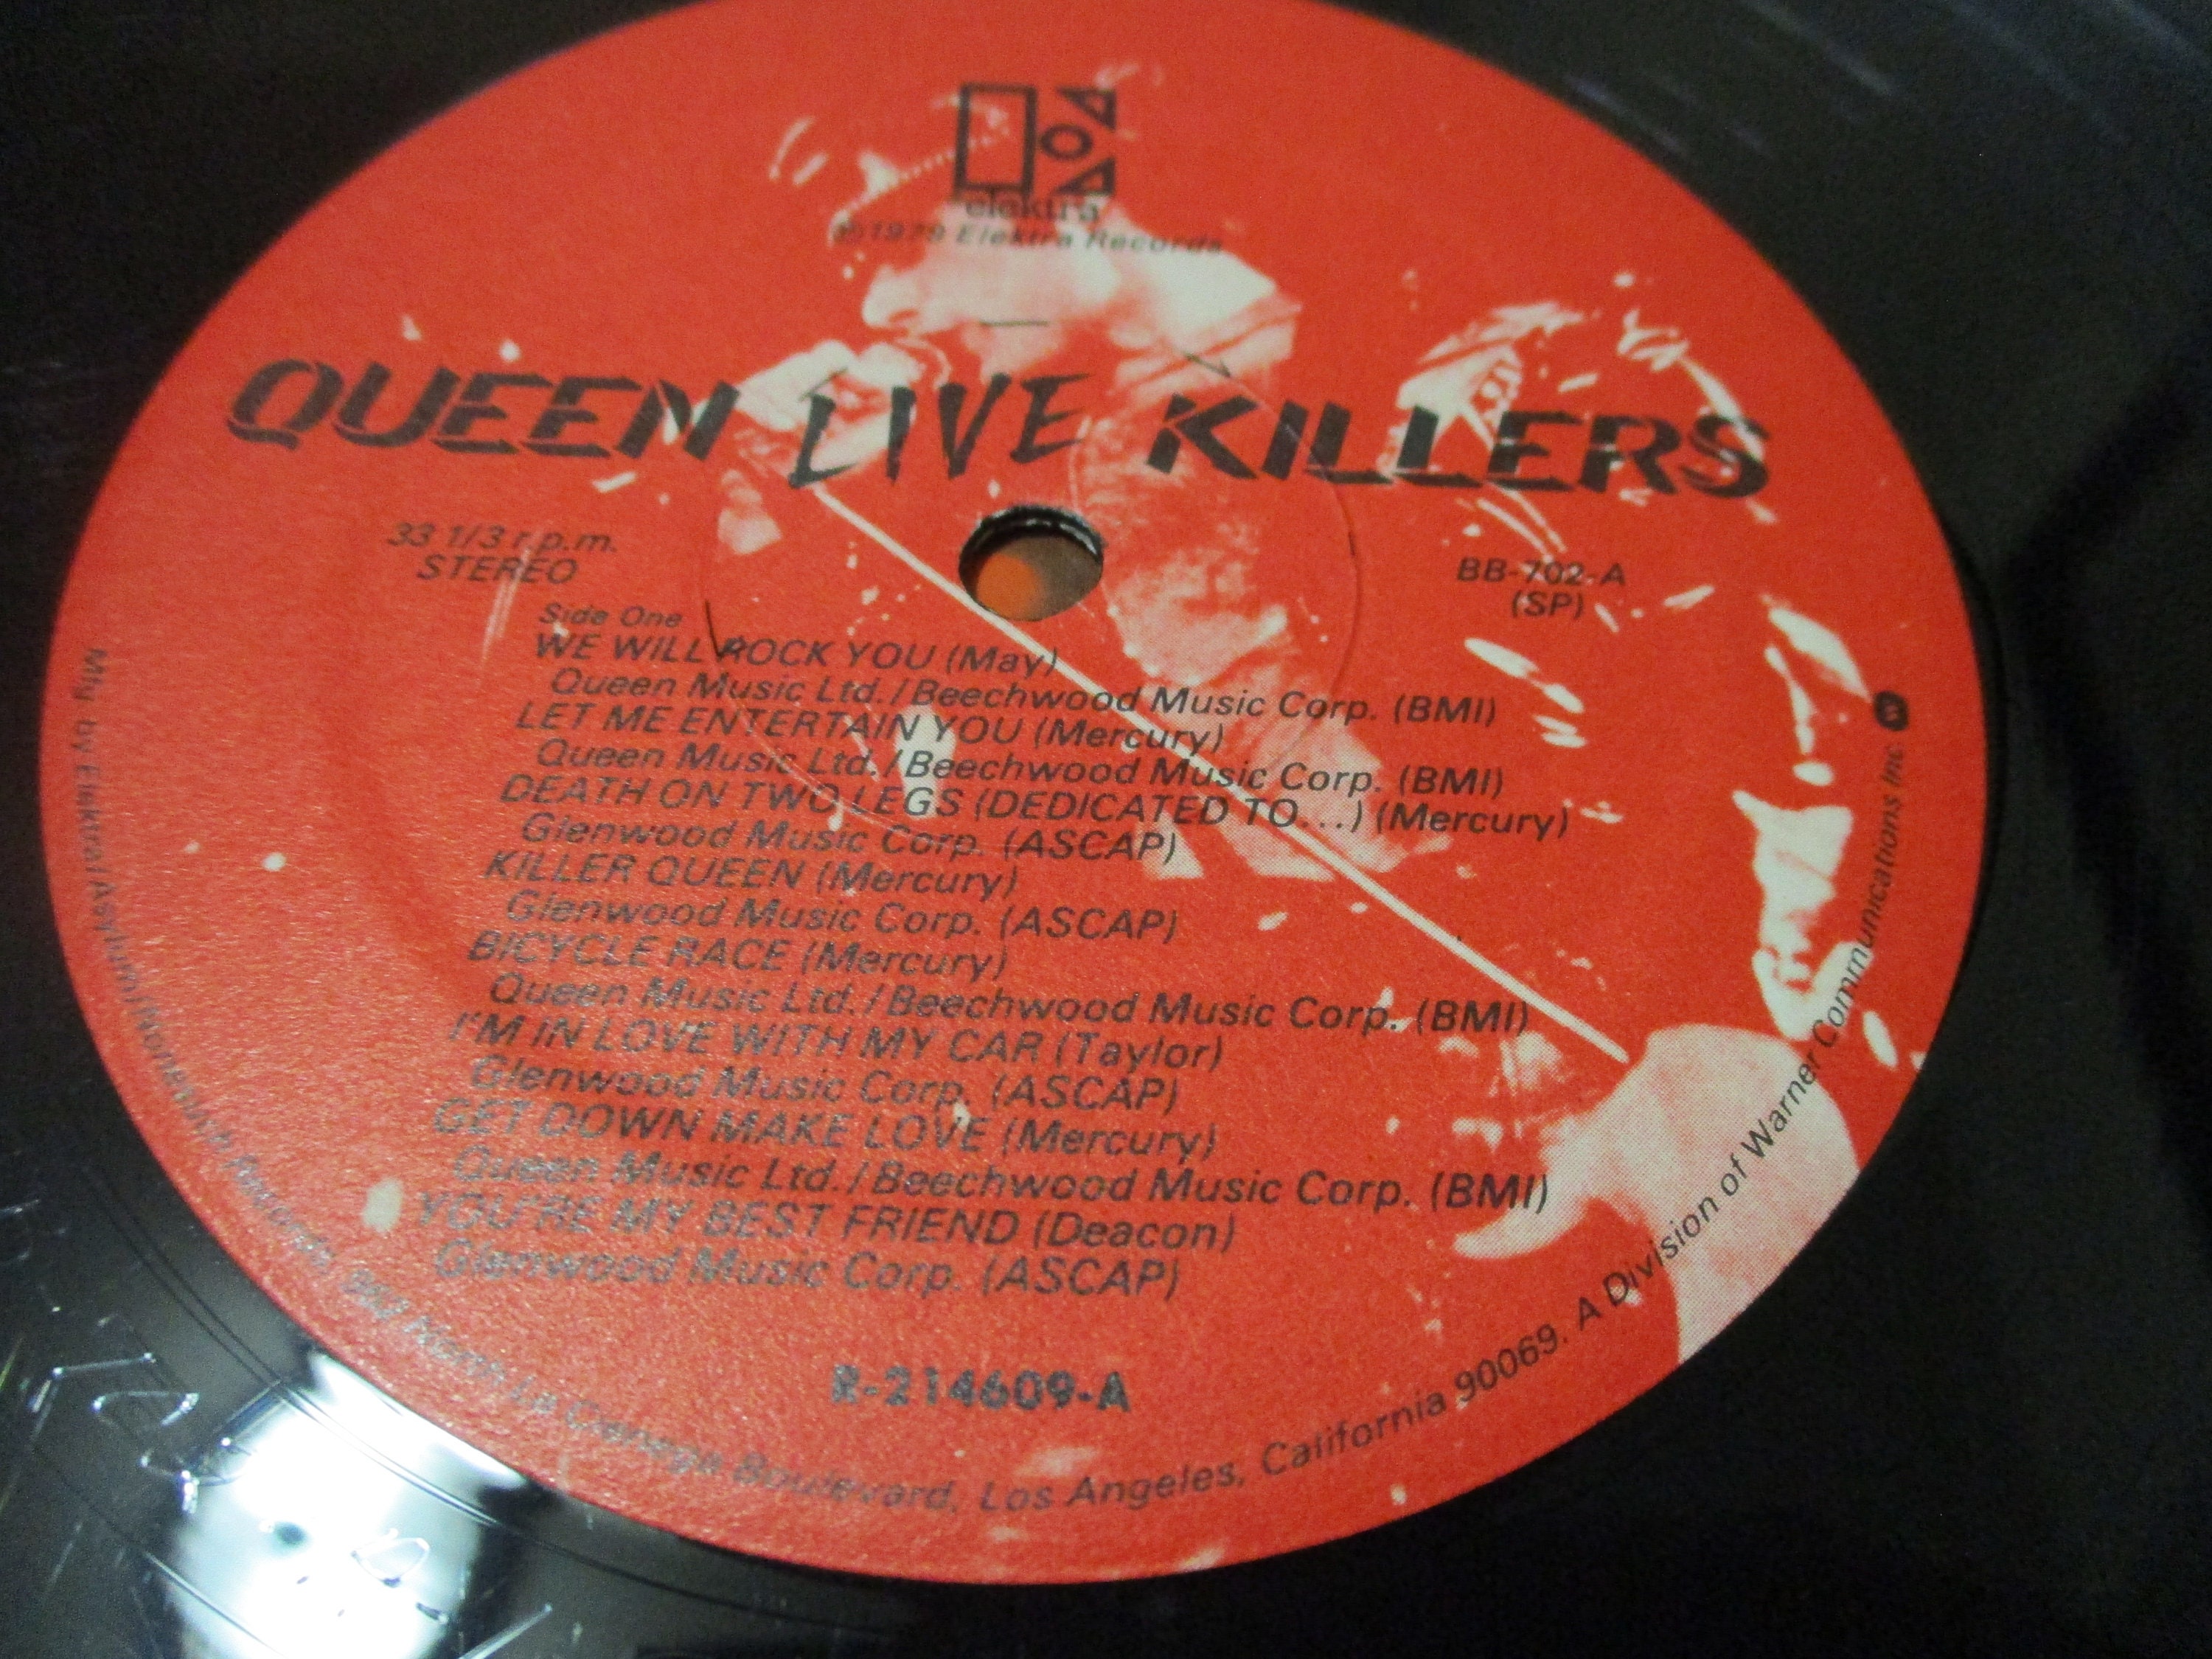 elektra
℗1979 Elektra Records
QUEEN LIVE KILLERS
33 1/3 r.p.m.
STEREO
BB-702-A
(SP)
Side One
WE WILL ROCK YOU (May)
Queen Music Ltd./Beechwood Music Corp. (BMI)
LET ME ENTERTAIN YOU (Mercury)
Queen Music Ltd./Beechwood Music Corp. (BMI)
DEATH ON TWO LEGS (DEDICATED TO...) (Mercury)
Glenwood Music Corp. (ASCAP)
KILLER QUEEN (Mercury)
Glenwood Music Corp. (ASCAP)
BICYCLE RACE (Mercury)
Queen Music Ltd./Beechwood Music Corp. (BMI)
I'M IN LOVE WITH MY CAR (Taylor)
Glenwood Music Corp. (ASCAP)
GET DOWN MAKE LOVE (Mercury)
Queen Music Ltd./Beechwood Music Corp. (BMI)
YOU'RE MY BEST FRIEND (Deacon)
Glenwood Music Corp. (ASCAP)
R-214609-A
Mfg. by Elektra/Asylum/Nonesuch Records, 962 North La Cienega Boulevard, Los Angeles, California 90069. A Division of Warner Communications Inc.